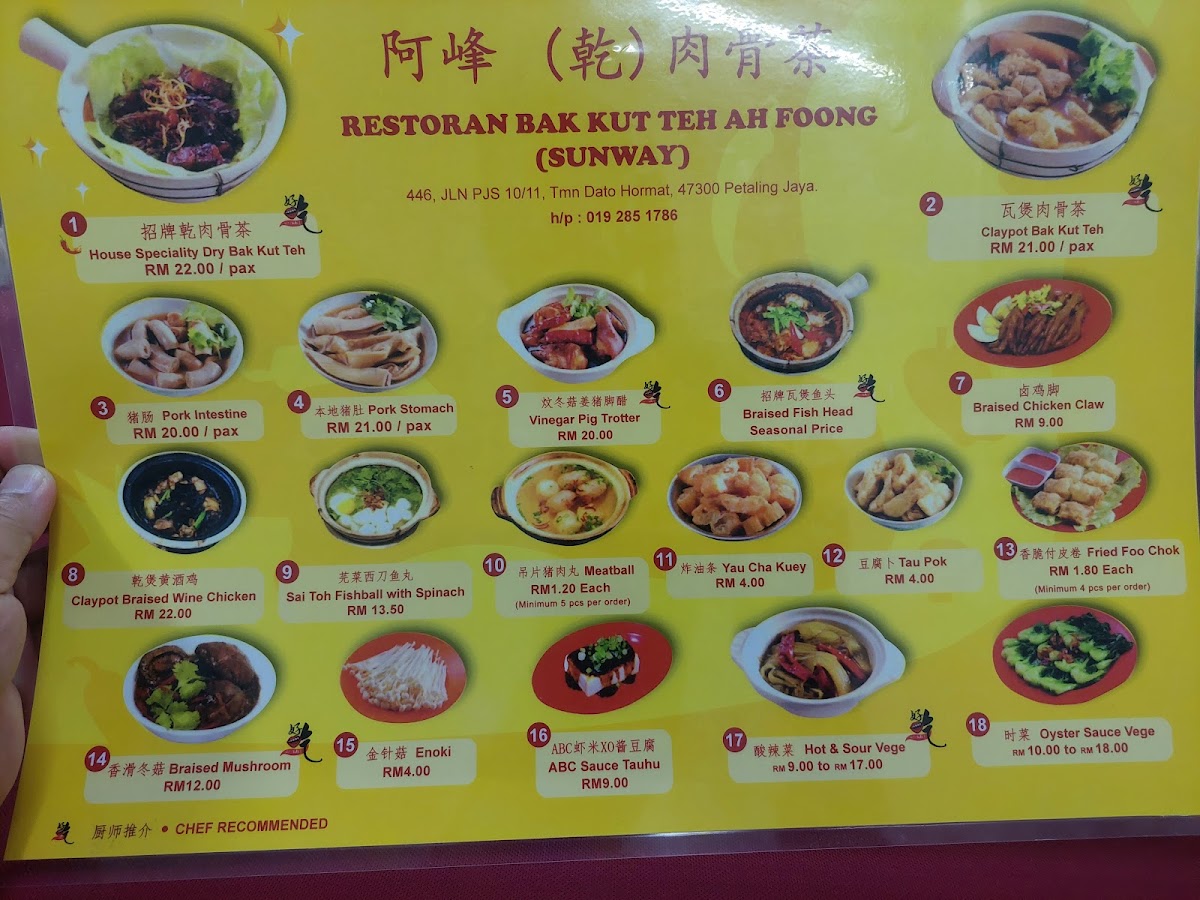 阿峰 (乾)肉骨茶
RESTORAN BAK KUT TEH AH FOONG
(SUNWAY)
446, JLN PJS 10/11, Tmn Dato Hormat, 47300 Petaling Jaya.
h/p : 019 285 1786
1
招牌乾肉骨茶
House Speciality Dry Bak Kut Teh
RM 22.00 / pax
2
瓦煲肉骨茶
Claypot Bak Kut Teh
RM 21.00 / pax
3
猪肠 Pork Intestine
RM 20.00 / pax
4
本地猪肚 Pork Stomach
RM 21.00 / pax
5
炆冬菇姜猪脚醋
Vinegar Pig Trotter
RM 20.00
6
招牌瓦煲鱼头
Braised Fish Head
Seasonal Price
7
卤鸡脚
Braised Chicken Claw
RM 9.00
8
乾煲黄酒鸡
Claypot Braised Wine Chicken
RM 22.00
9
芫菜西刀鱼丸
Sai Toh Fishball with Spinach
RM 13.50
10
吊片猪肉丸 Meatball
RM1.20 Each
(Minimum 5 pcs per order)
11
炸油条 Yau Cha Kuey
RM 4.00
12
豆腐卜 Tau Pok
RM 4.00
13
香脆付皮卷 Fried Foo Chok
RM 1.80 Each
(Minimum 4 pcs per order)
14
香滑冬菇 Braised Mushroom
RM12.00
15
金针菇 Enoki
RM4.00
16
ABC虾米XO酱豆腐
ABC Sauce Tauhu
RM9.00
17
酸辣菜 Hot & Sour Vege
RM 9.00 to RM 17.00
18
时菜 Oyster Sauce Vege
RM 10.00 to RM 18.00
厨师推介 • CHEF RECOMMENDED